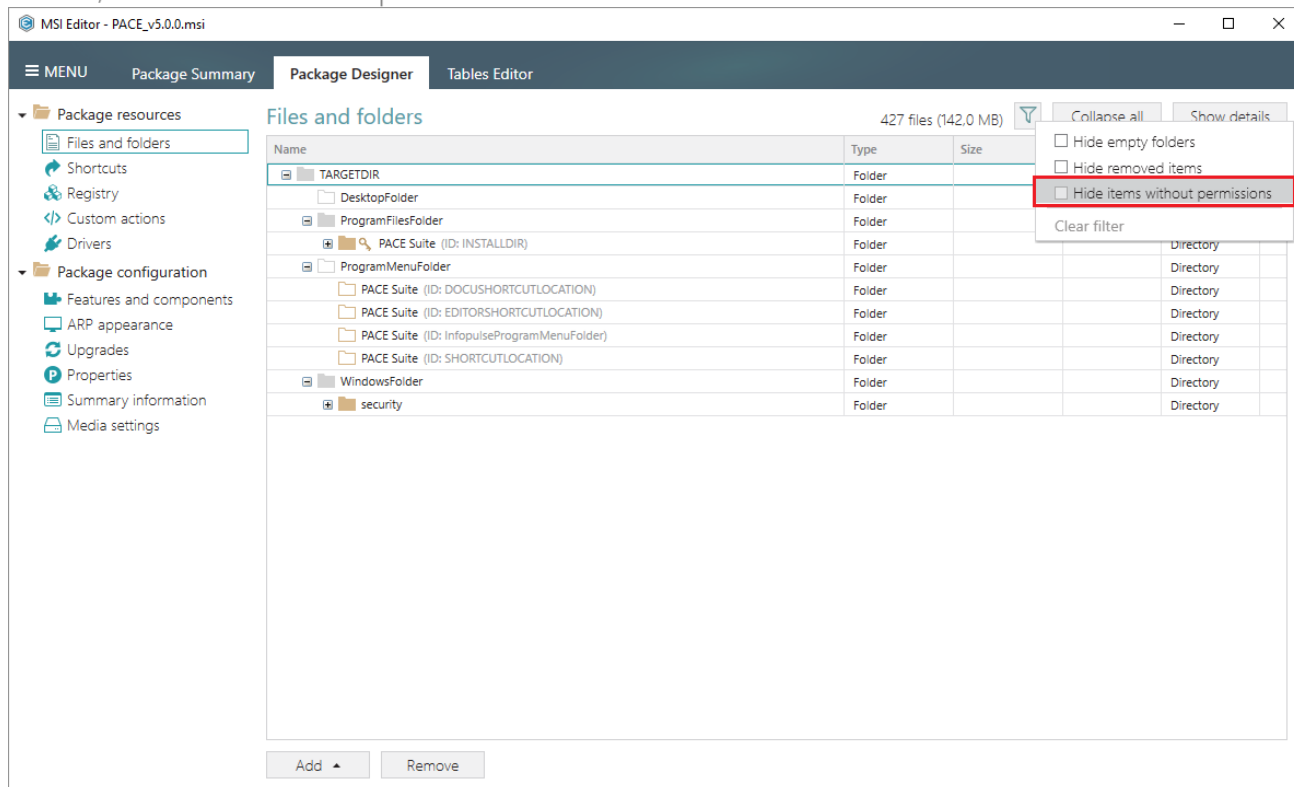 MSI Editor - PACE_v5.0.0.msi
MENU Package Summary Package Designer Tables Editor
Package resources
Files and folders
Shortcuts
Registry
Custom actions
Drivers
Package configuration
Features and components
ARP appearance
Upgrades
Properties
Summary information
Media settings
Files and folders 427 files (142,0 MB) Collapse all Show details
Name Type Size
TARGETDIR Folder
DesktopFolder Folder
ProgramFilesFolder Folder
PACE Suite (ID: INSTALLDIR) Folder Directory
ProgramMenuFolder Folder Directory
PACE Suite (ID: DOCUSHORTCUTLOCATION) Folder Directory
PACE Suite (ID: EDITORSHORTCUTLOCATION) Folder Directory
PACE Suite (ID: InfopulseProgramMenuFolder) Folder Directory
PACE Suite (ID: SHORTCUTLOCATION) Folder Directory
WindowsFolder Folder Directory
security Folder Directory
Hide empty folders
Hide removed items
Hide items without permissions
Clear filter
Add Remove